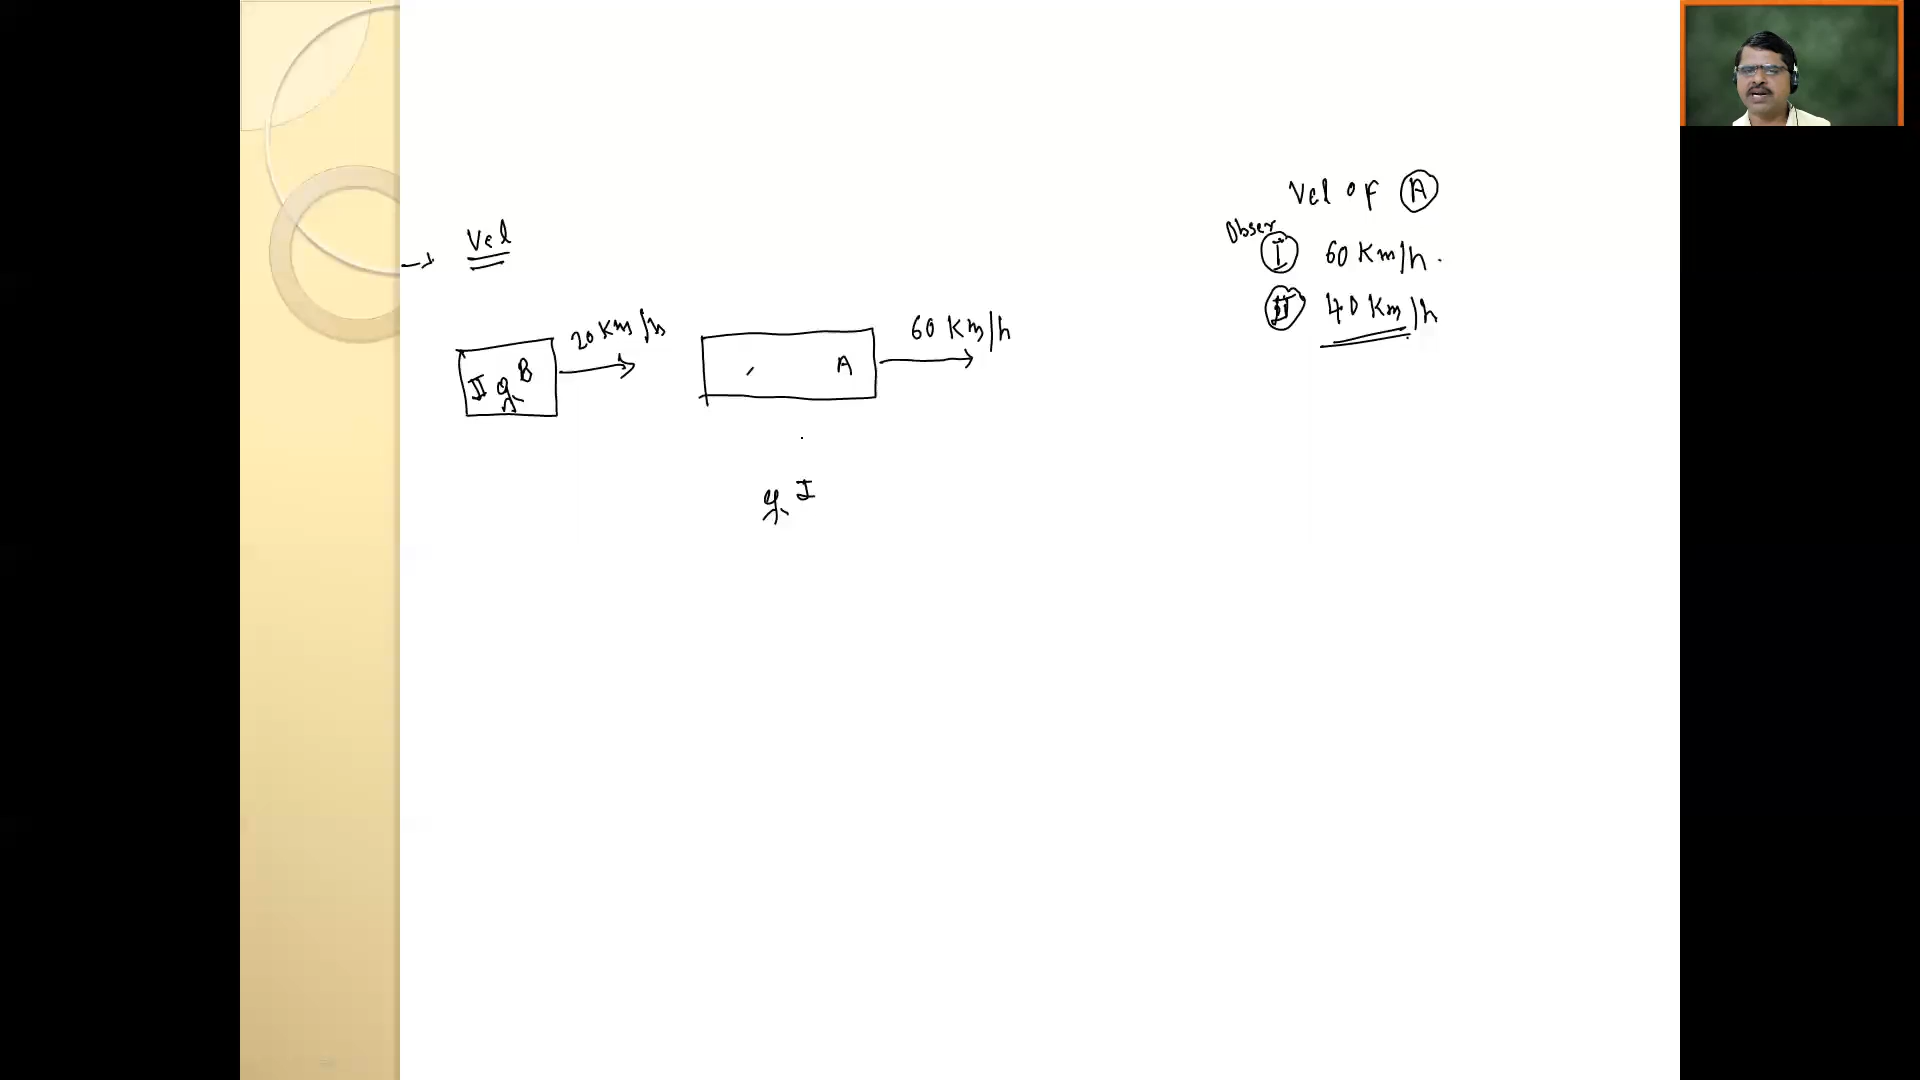 Vel of A
Obser
I 60 Km/h
→ Vel
II 40 Km/h
20 Km/h
60 Km/h
II B
A
I